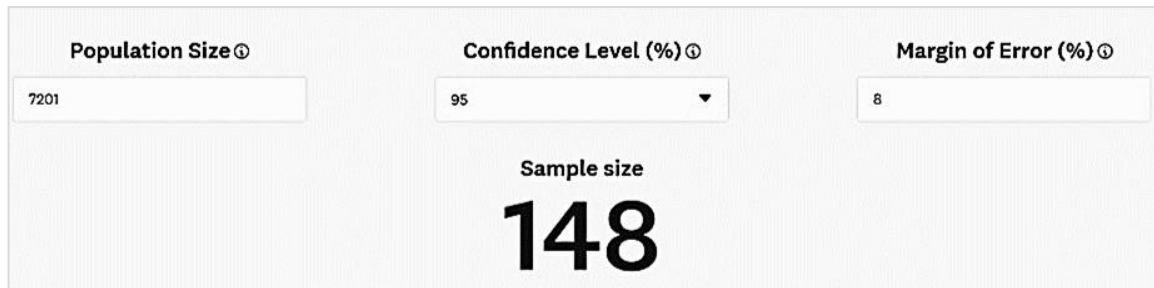 Population Size Confidence Level (%) Margin of Error (%)
7201 95 8
Sample size
148